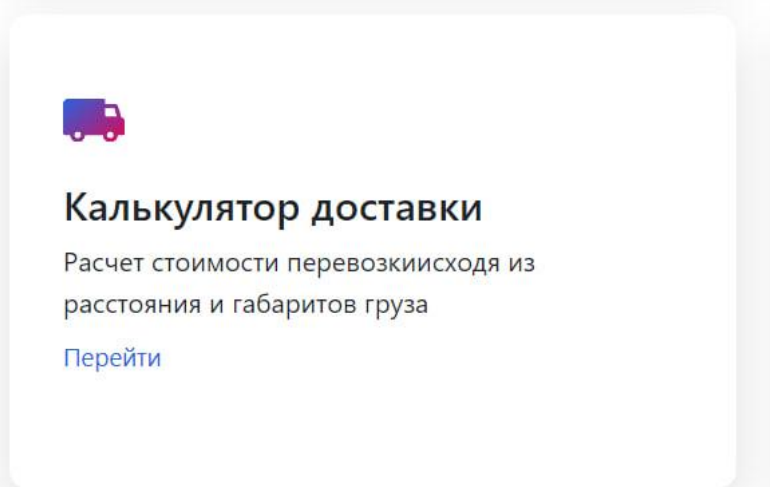 Калькулятор доставки
Расчет стоимости перевозкиисходя из
расстояния и габаритов груза
Перейти